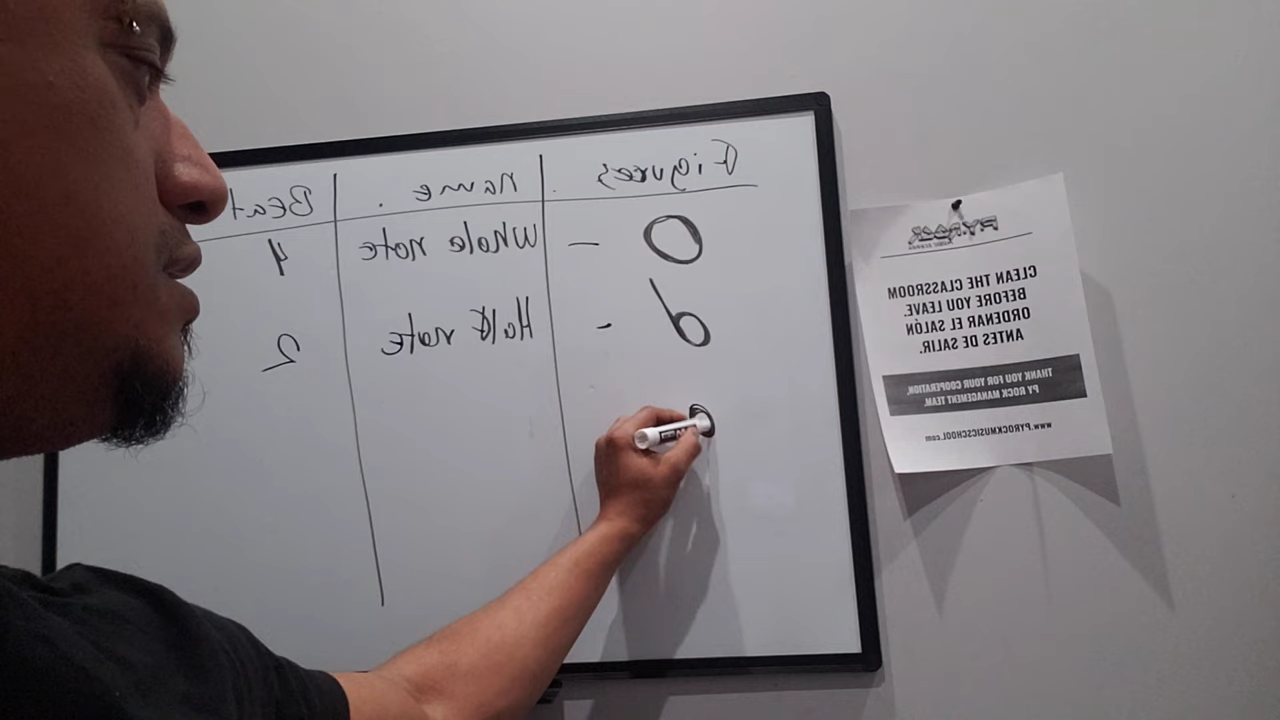 Figures name . Beat
O - Whole note 4
- Half note 2
PYROCK
CLEAN THE CLASSROOM
BEFORE YOU LEAVE.
ORDENAR EL SALÓN
ANTES DE SALIR.
THANK YOU FOR YOUR COOPERATION,
PY ROCK MANAGEMENT TEAM.
www.PYROCKMUSICSCHOOL.com